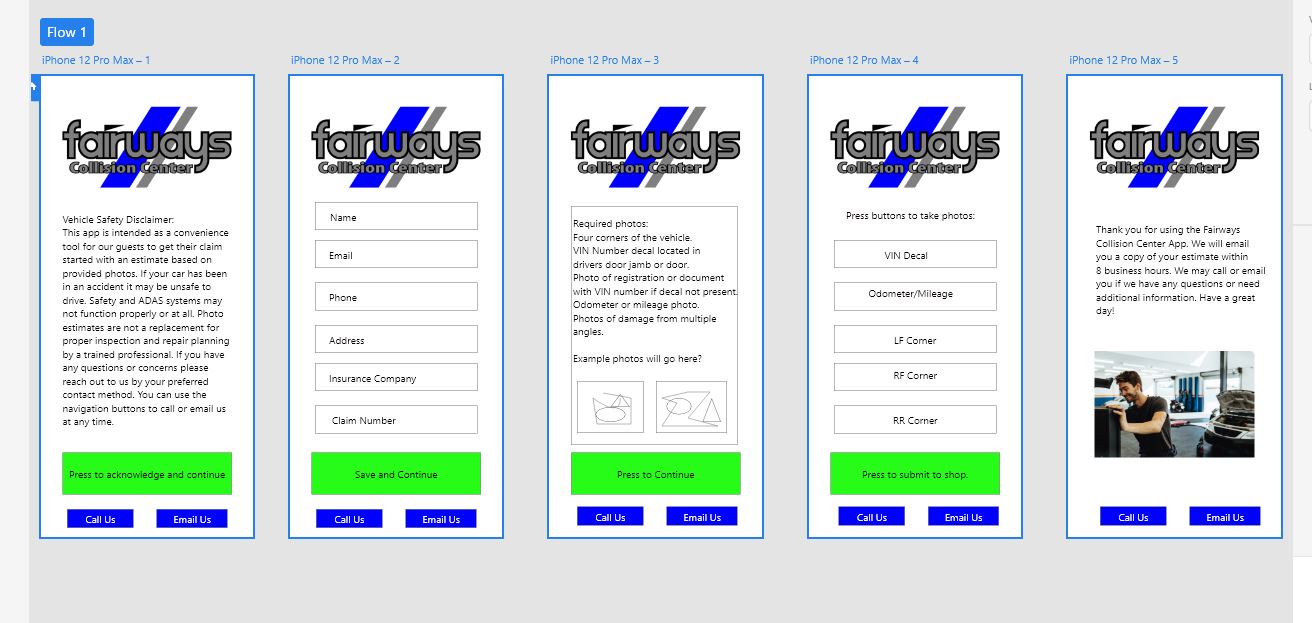 Flow 1
iPhone 12 Pro Max – 1
fairways
Collision Center
Vehicle Safety Disclaimer:
This app is intended as a convenience
tool for our guests to get their claim
started with an estimate based on
provided photos. If your car has been
in an accident it may be unsafe to
drive. Safety and ADAS systems may
not function properly or at all. Photo
estimates are not a replacement for
proper inspection and repair planning
by a trained professional. If you have
any questions or concerns please
reach out to us by your preferred
contact method. You can use the
navigation buttons to call or email us
at any time.
Press to acknowledge and continue
Call Us
Email Us
iPhone 12 Pro Max – 2
fairways
Collision Center
Name
Email
Phone
Address
Insurance Company
Claim Number
Save and Continue
Call Us
Email Us
iPhone 12 Pro Max – 3
fairways
Collision Center
Required photos:
Four corners of the vehicle.
VIN Number decal located in
drivers door jamb or door.
Photo of registration or document
with VIN number if decal not present.
Odometer or mileage photo.
Photos of damage from multiple
angles.
Example photos will go here?
Press to Continue
Call Us
Email Us
iPhone 12 Pro Max – 4
fairways
Collision Center
Press buttons to take photos:
VIN Decal
Odometer/Mileage
LF Corner
RF Corner
RR Corner
Press to submit to shop.
Call Us
Email Us
iPhone 12 Pro Max – 5
fairways
Collision Center
Thank you for using the Fairways
Collision Center App. We will email
you a copy of your estimate within
8 business hours. We may call or email
you if we have any questions or need
additional information. Have a great
day!
Call Us
Email Us